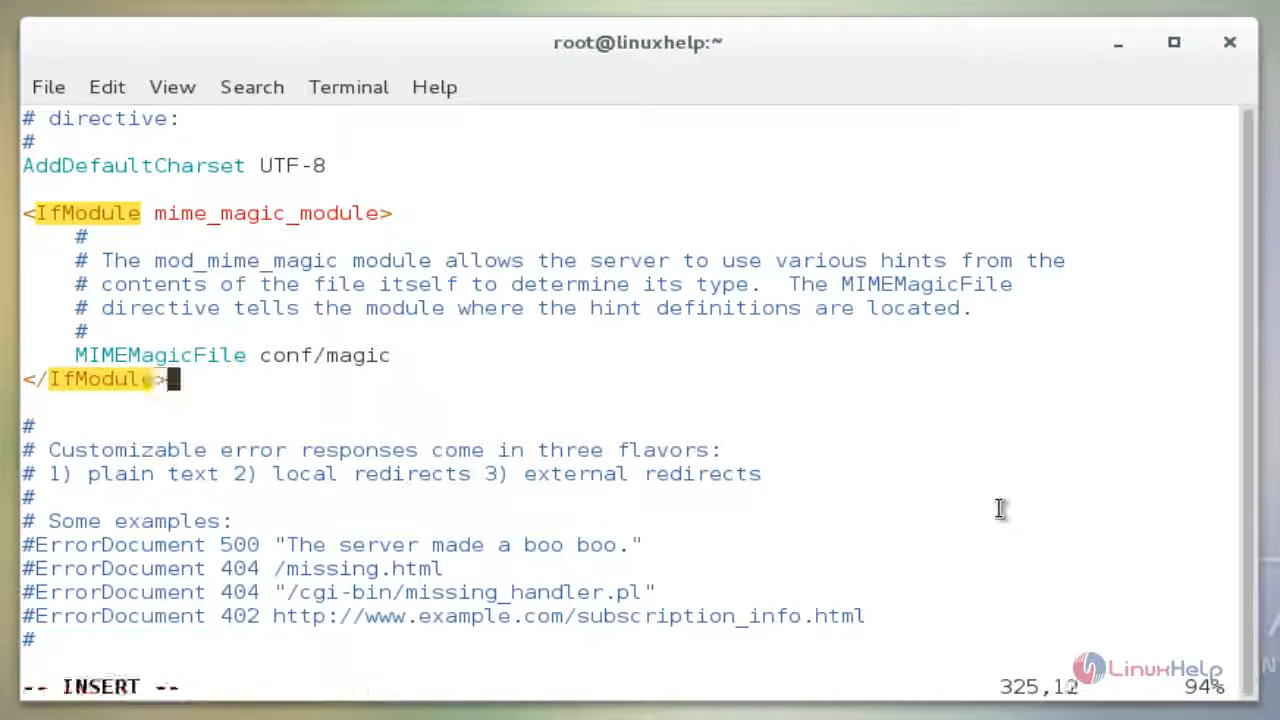 root@linuxhelp:~
File Edit View Search Terminal Help
# directive:
#
AddDefaultCharset UTF-8
<IfModule mime_magic_module>
#
# The mod_mime_magic module allows the server to use various hints from the
# contents of the file itself to determine its type.  The MIMEMagicFile
# directive tells the module where the hint definitions are located.
#
MIMEMagicFile conf/magic
</IfModule>
#
# Customizable error responses come in three flavors:
# 1) plain text 2) local redirects 3) external redirects
#
# Some examples:
#ErrorDocument 500 "The server made a boo boo."
#ErrorDocument 404 /missing.html
#ErrorDocument 404 "/cgi-bin/missing_handler.pl"
#ErrorDocument 402 http://www.example.com/subscription_info.html
#
LinuxHelp
-- INSERT -- 325,12 94%